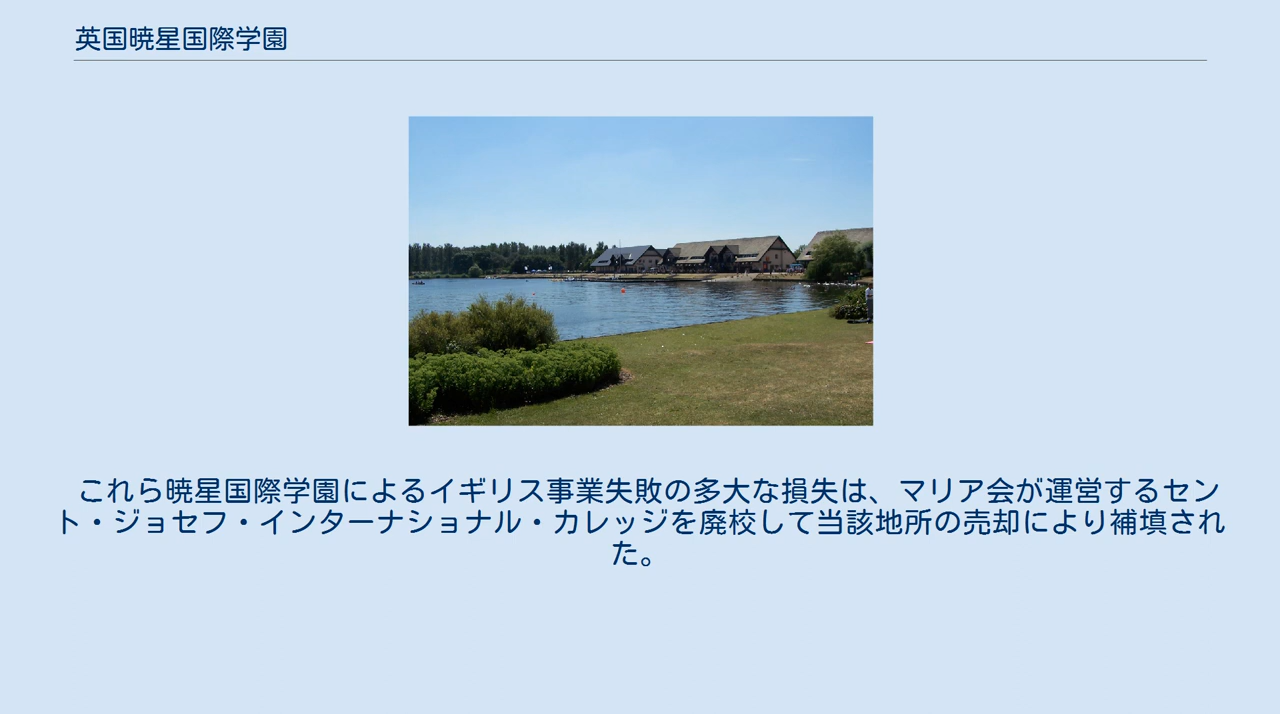 英国暁星国際学園
これら暁星国際学園によるイギリス事業失敗の多大な損失は、マリア会が運営するセン
ト・ジョセフ・インターナショナル・カレッジを廃校して当該地所の売却により補填され
た。